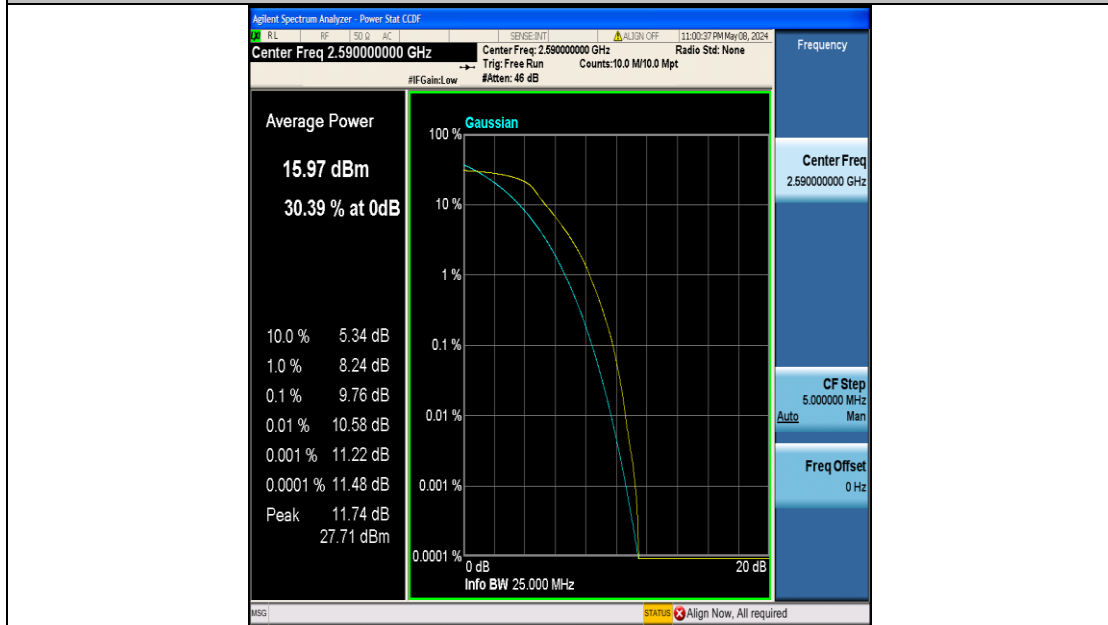 Agilent Spectrum Analyzer - Power Stat CCDF
RL RF 50 Ω AC SENSE:INT ALIGN OFF 11:00:37 PM May 08, 2024
Center Freq 2.590000000 GHz
Center Freq: 2.590000000 GHz Radio Std: None
Trig: Free Run Counts:10.0 M/10.0 Mpt
#IFGain:Low #Atten: 46 dB
Average Power
15.97 dBm
30.39 % at 0dB
10.0 % 5.34 dB
1.0 % 8.24 dB
0.1 % 9.76 dB
0.01 % 10.58 dB
0.001 % 11.22 dB
0.0001 % 11.48 dB
Peak 11.74 dB
27.71 dBm
Gaussian
100 %
10 %
1 %
0.1 %
0.01 %
0.001 %
0.0001 %
0 dB 20 dB
Info BW 25.000 MHz
Frequency
Center Freq
2.590000000 GHz
CF Step
5.000000 MHz
Auto Man
Freq Offset
0 Hz
MSG STATUS Align Now, All required